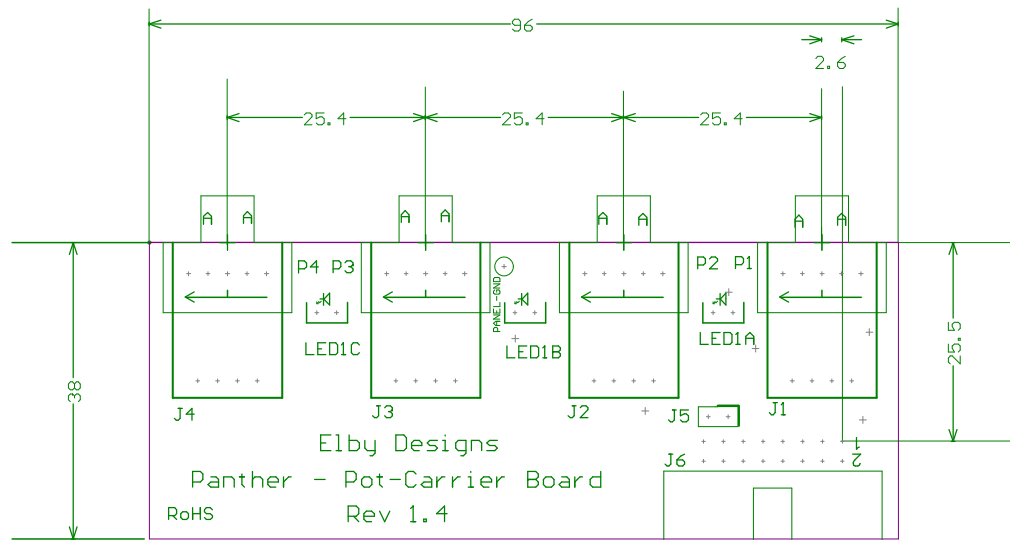 96
2.6
25.4 25.4 25.4
A A A A A A A A
P4 P3 P2 P1
PANEL-GND
LED1C LED1B LED1A
38
25.5
J4 J3 J2 J5 J1
J6
1
2
Elby Designs
Panther - Pot-Carrier Board
RoHS
Rev 1.4